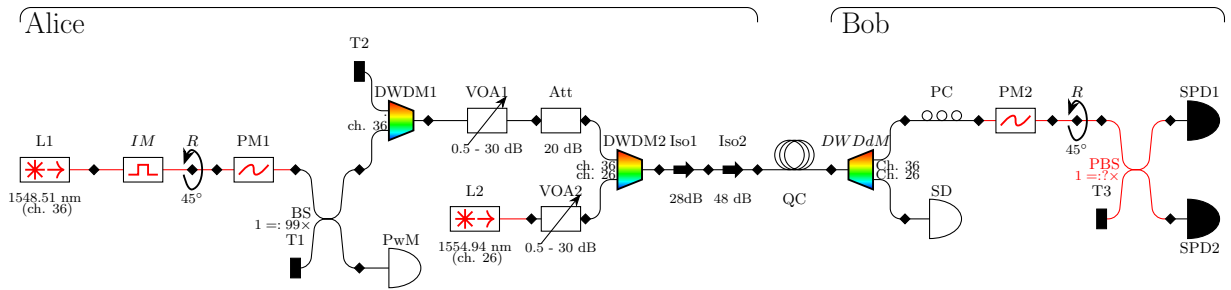 Alice
Bob
T2
DWDM1
ch. 36
VOA1
0.5 - 30 dB
Att
20 dB
L1
1548.51 nm
(ch. 36)
IM
R
45°
PM1
BS
1 =: 99×
T1
PwM
L2
1554.94 nm
(ch. 26)
VOA2
0.5 - 30 dB
DWDM2
ch. 36
ch. 26
Iso1
28dB
Iso2
48 dB
QC
DWDdM
Ch. 36
Ch. 26
SD
PC
PM2
R
45°
PBS
1 =:?×
T3
SPD1
SPD2